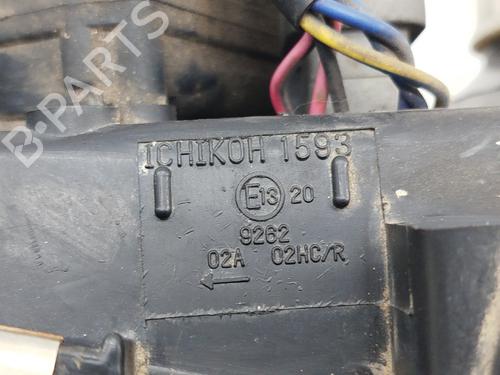 B-PARTS
ICHIKOH 1593
E13 20
9262
02A 02HC/R